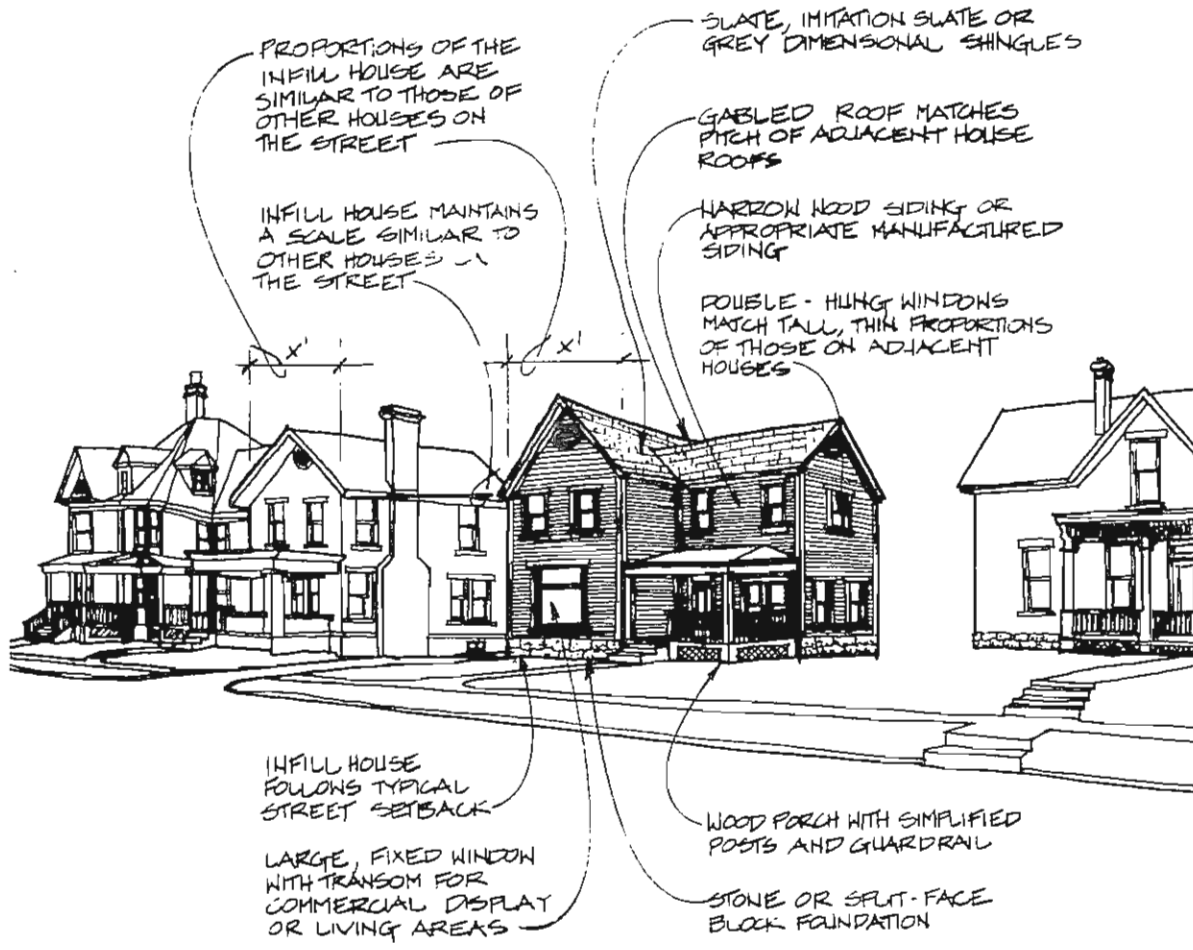 PROPORTIONS OF THE
INFILL HOUSE ARE
SIMILAR TO THOSE OF
OTHER HOUSES ON
THE STREET
INFILL HOUSE MAINTAINS
A SCALE SIMILAR TO
OTHER HOUSES
THE STREET
SLATE, IMITATION SLATE OR
GREY DIMENSIONAL SHINGLES
GABLED ROOF MATCHES
PITCH OF ADJACENT HOUSE
ROOFS
NARROW WOOD SIDING OR
APPROPRIATE MANUFACTURED
SIDING
DOUBLE-HUNG WINDOWS
MATCH TALL, THIN PROPORTIONS
OF THOSE ON ADJACENT
HOUSES
X'
X'
INFILL HOUSE
FOLLOWS TYPICAL
STREET SETBACK
LARGE, FIXED WINDOW
WITH TRANSOM FOR
COMMERCIAL DISPLAY
OR LIVING AREAS
WOOD PORCH WITH SIMPLIFIED
POSTS AND GUARDRAIL
STONE OR SPLIT-FACE
BLOCK FOUNDATION